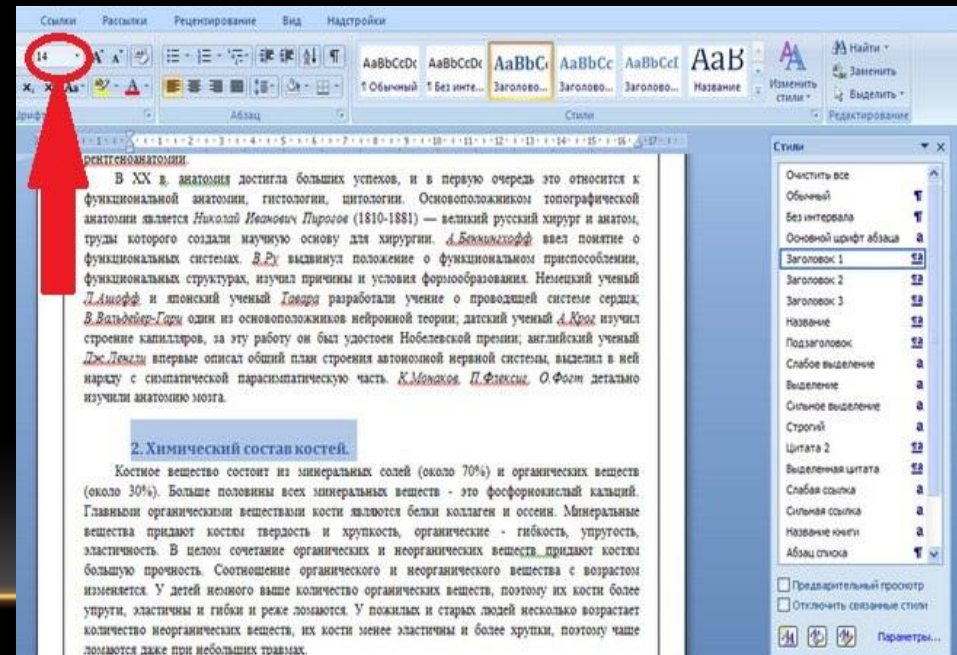 Ссылки Рассылки Рецензирование Вид Надстройки
14
Абзац
AaBbCcDc AaBbCcDc AaBbC AaBbCc AaBbCcI АаВ
¶ Обычный ¶ Без инте... Заголово... Заголово... Заголово... Название
Стили
Изменить стили
Найти
Заменить
Выделить
Редактирование
рентгеноанатомии.
В XX в. анатомия достигла больших успехов, и в первую очередь это относится к
функциональной анатомии, гистологии, цитологии. Основоположником топографической
анатомии является Николай Иванович Пирогов (1810-1881) — великий русский хирург и анатом,
труды которого создали научную основу для хирургии. А.Беннингхофф ввел понятие о
функциональных системах. В.Ру выдвинул положение о функциональном приспособлении,
функциональных структурах, изучил причины и условия формообразования. Немецкий ученый
Л.Ашофф и японский ученый Тавара разработали учение о проводящей системе сердца;
В.Вальдейер-Гари один из основоположников нейронной теории; датский ученый А.Крог изучил
строение капилляров, за эту работу он был удостоен Нобелевской премии; английский ученый
Дж.Ленгли впервые описал общий план строения автономной нервной системы, выделил в ней
наряду с симпатической парасимпатическую часть. К.Монаков, П.Флексиг, О.Фогт детально
изучили анатомию мозга.
2. Химический состав костей.
Костное вещество состоит из минеральных солей (около 70%) и органических веществ
(около 30%). Больше половины всех минеральных веществ - это фосфорнокислый кальций.
Главными органическими веществами кости являются белки коллаген и оссеин. Минеральные
вещества придают костям твердость и хрупкость, органические - гибкость, упругость,
эластичность. В целом сочетание органических и неорганических веществ придают костям
большую прочность. Соотношение органического и неорганического вещества с возрастом
изменяется. У детей немного выше количество органических веществ, поэтому их кости более
упруги, эластичны и гибки и реже ломаются. У пожилых и старых людей несколько возрастает
количество неорганических веществ, их кости менее эластичны и более хрупки, поэтому чаще
ломаются даже при небольших травмах.
Стили
Очистить все
Обычный
Без интервала
Основной шрифт абзаца
Заголовок 1
Заголовок 2
Заголовок 3
Название
Подзаголовок
Слабое выделение
Выделение
Сильное выделение
Строгий
Цитата 2
Выделенная цитата
Слабая ссылка
Сильная ссылка
Название книги
Абзац списка
Предварительный просмотр
Отключить связанные стили
Параметры...